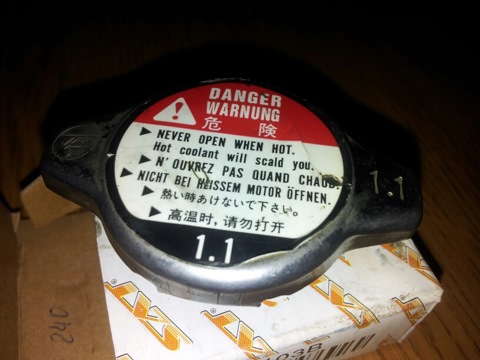 DANGER
WARNUNG
危 険
NEVER OPEN WHEN HOT.
Hot coolant will scald you.
N' OUVREZ PAS QUAND CHAUD.
NICHT BEI HEISSEM MOTOR ÖFFNEN.
熱い時あけないで下さい。
高温时，请勿打开
1.1
1.1
SAT
SAT
240